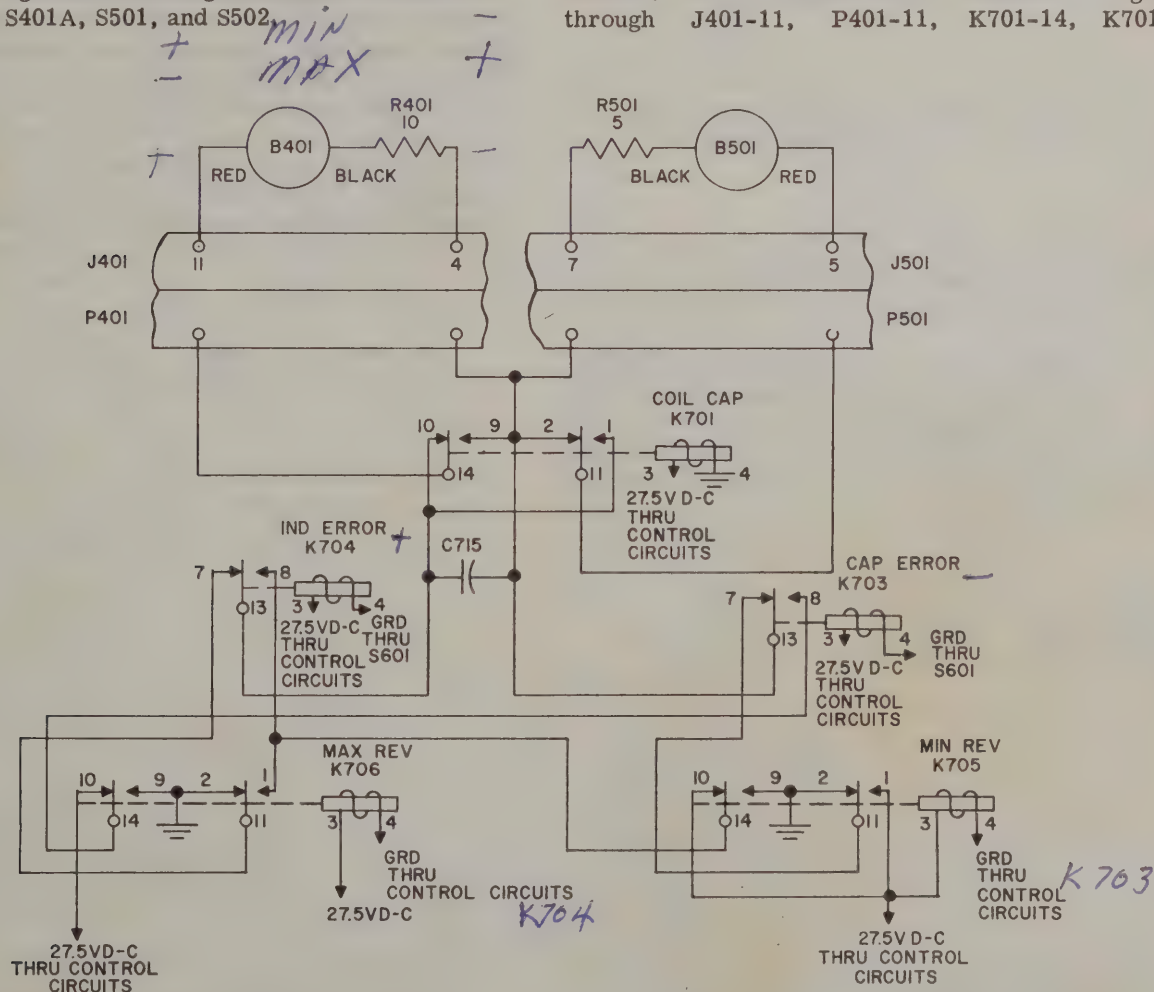 S401A, S501, and S502.
through J401-11, P401-11, K701-14, K701
+ min -
- MAX +
R401
10
R501
5
B401
B501
+
-
RED
BLACK
BLACK
RED
J401
11
4
7
5
J501
P401
P501
COIL CAP
K701
10
9
2
1
14
11
3
4
27.5V D-C
THRU
CONTROL
CIRCUITS
IND ERROR +
K704
C715
CAP ERROR -
K703
7
8
13
3
4
27.5VD-C
THRU
CONTROL
CIRCUITS
GRD
THRU
S601
7
8
13
3
4
27.5V D-C
THRU
CONTROL
CIRCUITS
GRD
THRU
S601
MAX REV
K706
MIN REV
K705
10
9
2
1
14
11
3
4
10
9
2
1
14
11
3
4
GRD
THRU
CONTROL CIRCUITS
27.5VD-C
K704
GRD
THRU
CONTROL
CIRCUITS
K703
27.5VD-C
THRU CONTROL
CIRCUITS
27.5V D-C
THRU CONTROL
CIRCUITS